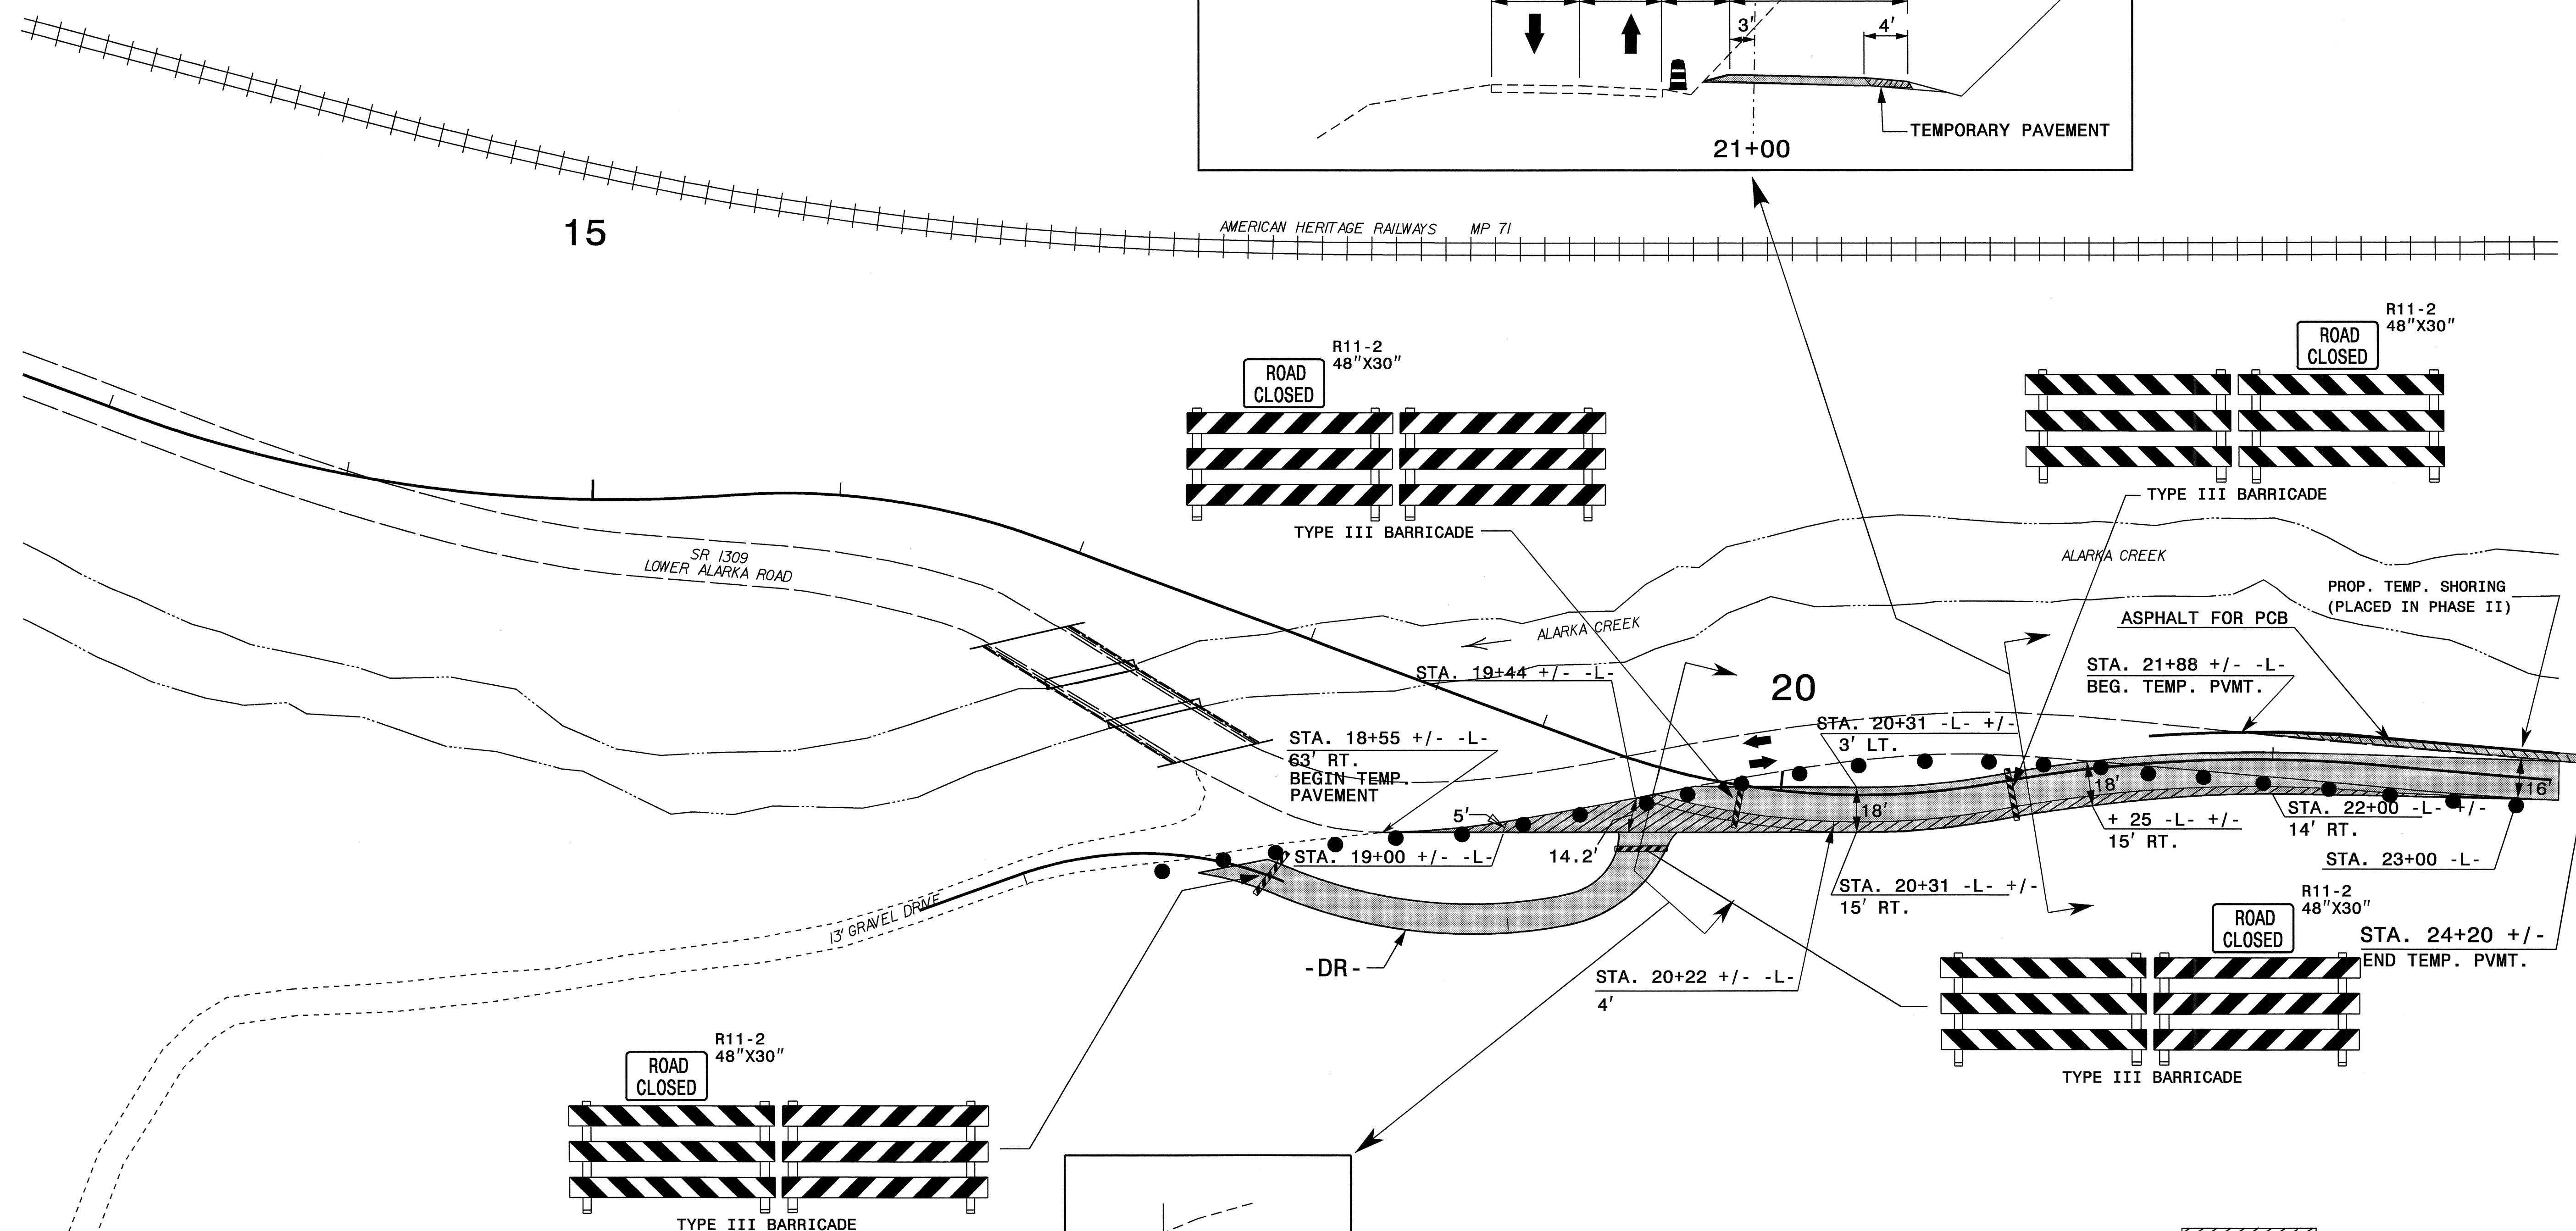 3'
4'
TEMPORARY PAVEMENT
21+00
15
AMERICAN HERITAGE RAILWAYS MP 71
R11-2
48"X30"
ROAD
CLOSED
TYPE III BARRICADE
R11-2
48"X30"
ROAD
CLOSED
TYPE III BARRICADE
SR 1309
LOWER ALARKA ROAD
ALARKA CREEK
ALARKA CREEK
PROP. TEMP. SHORING
(PLACED IN PHASE II)
ASPHALT FOR PCB
STA. 21+88 +/- -L-
BEG. TEMP. PVMT.
STA. 19+44 +/- -L-
20
STA. 20+31 -L- +/-
3' LT.
STA. 18+55 +/- -L-
63' RT.
BEGIN TEMP.
PAVEMENT
5'
18'
18'
16'
STA. 22+00 -L- +/-
14' RT.
+ 25 -L- +/-
15' RT.
STA. 19+00 +/- -L-
14.2'
STA. 23+00 -L-
STA. 20+31 -L- +/-
15' RT.
13' GRAVEL DRIVE
-DR-
STA. 20+22 +/- -L-
4'
R11-2
48"X30"
ROAD
CLOSED
STA. 24+20 +/-
END TEMP. PVMT.
TYPE III BARRICADE
R11-2
48"X30"
ROAD
CLOSED
TYPE III BARRICADE